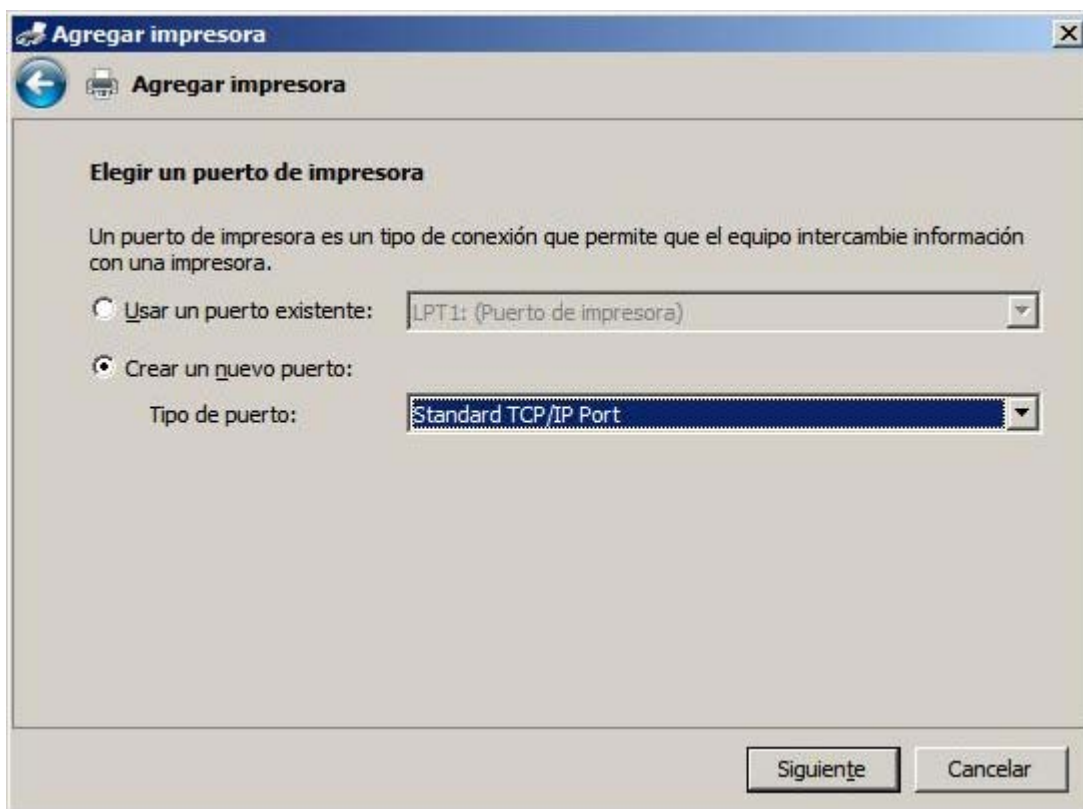 Agregar impresora
Agregar impresora
Elegir un puerto de impresora
Un puerto de impresora es un tipo de conexión que permite que el equipo intercambie información
con una impresora.
Usar un puerto existente: LPT1: (Puerto de impresora)
Crear un nuevo puerto:
Tipo de puerto: Standard TCP/IP Port
Siguiente Cancelar